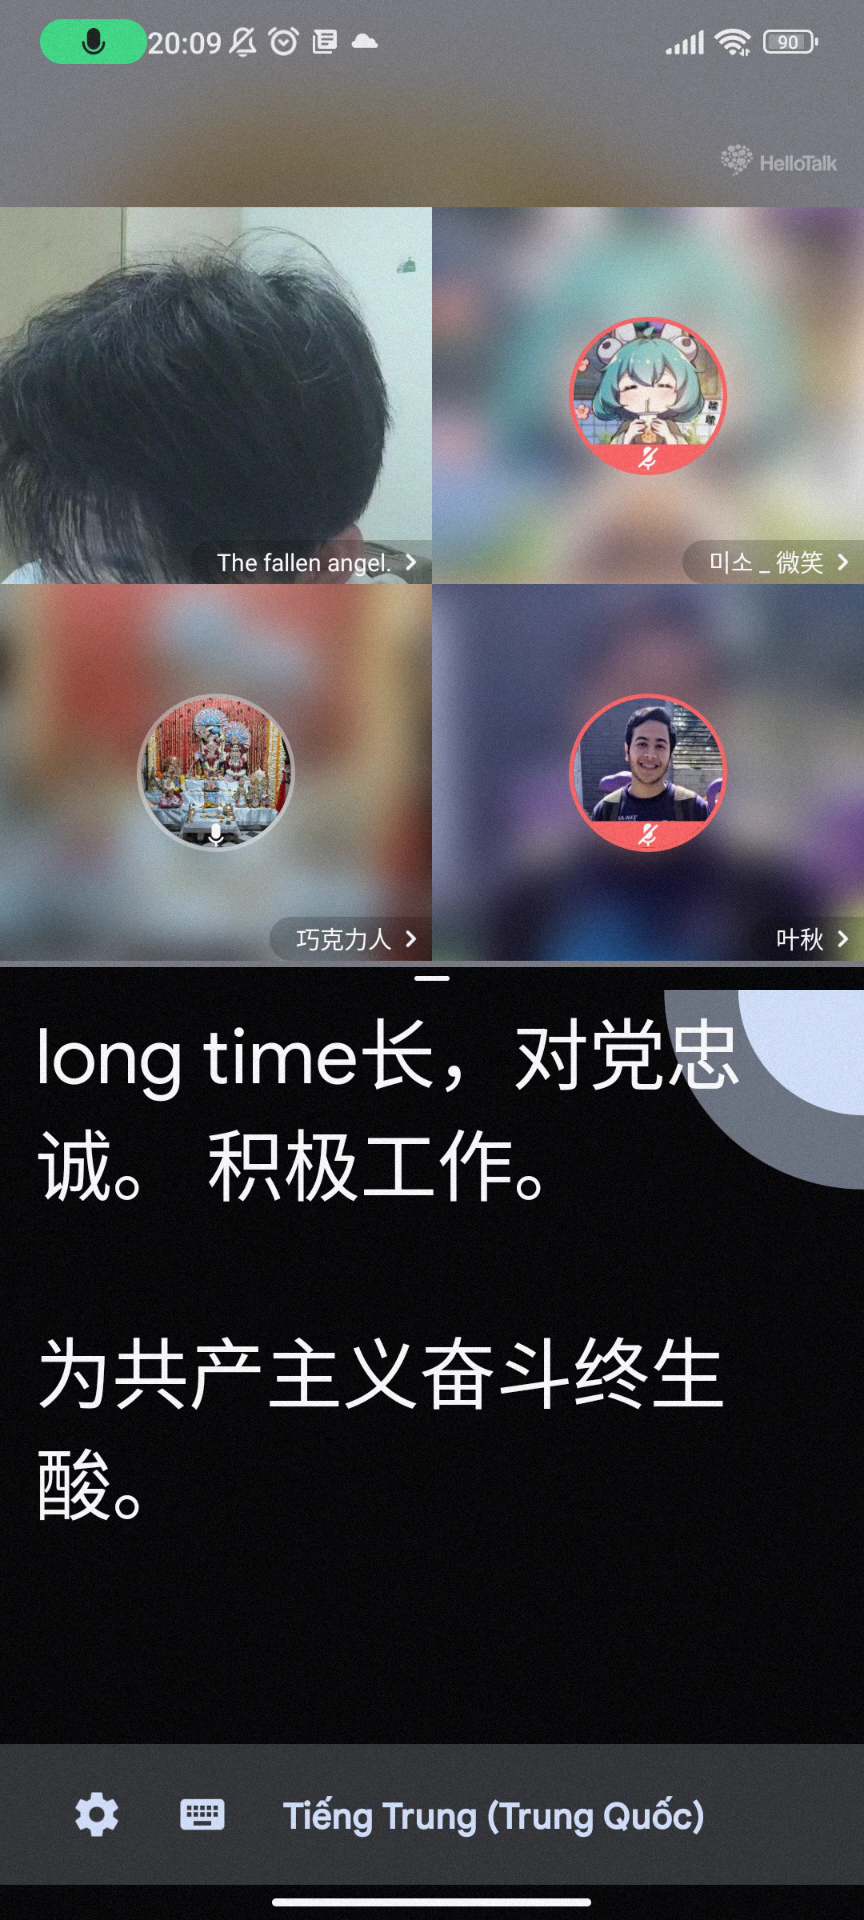 20:09
90
HelloTalk
The fallen angel.
미소 _ 微笑
巧克力人
叶秋
long time长，对党忠
诚。 积极工作。
为共产主义奋斗终生
酸。
Tiếng Trung (Trung Quốc)